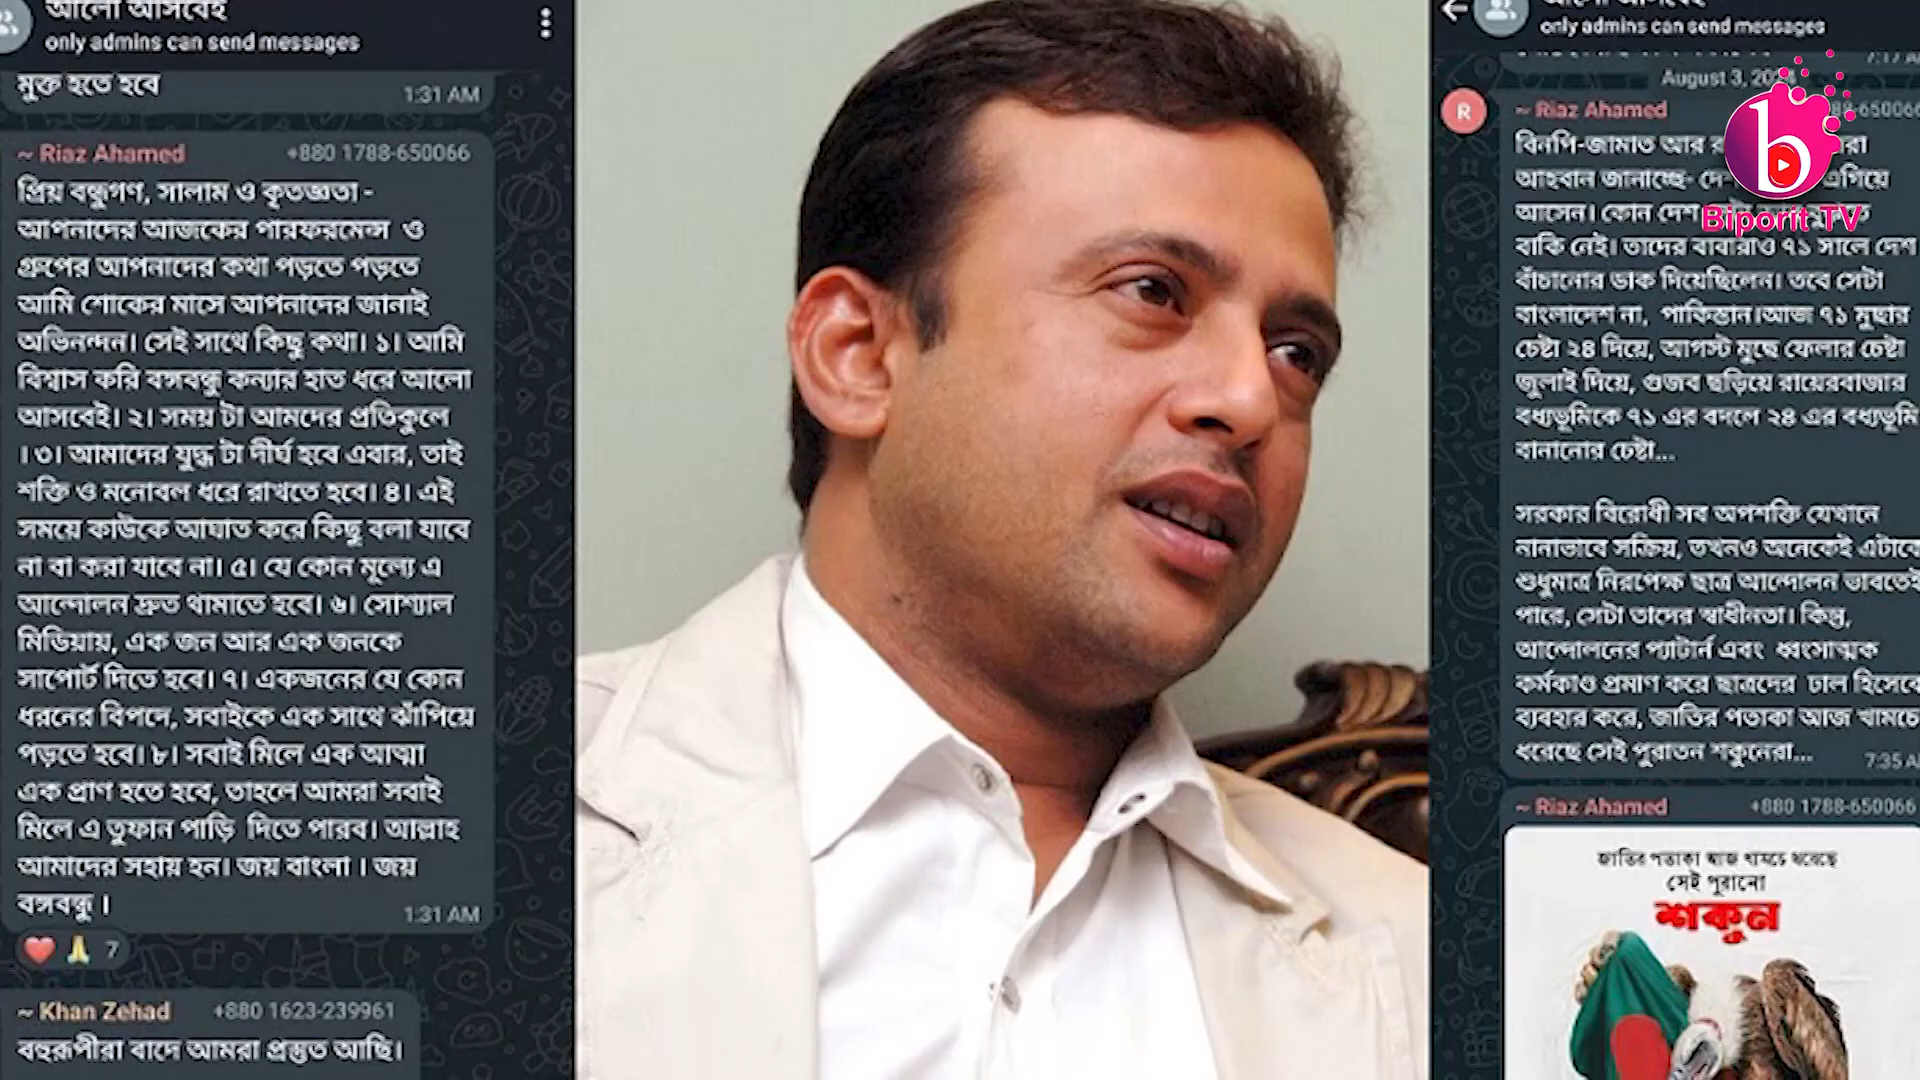 আলো আসবেই
only admins can send messages
মুক্ত হতে হবে
1:31 AM
~ Riaz Ahamed +880 1788-650066
প্রিয় বন্ধুগণ, সালাম ও কৃতজ্ঞতা -
আপনাদের আজকের পারফরমেন্স ও
গ্রুপের আপনাদের কথা পড়তে পড়তে
আমি শোকের মাসে আপনাদের জানাই
অভিনন্দন। সেই সাথে কিছু কথা। ১। আমি
বিশ্বাস করি বঙ্গবন্ধু কন্যার হাত ধরে আলো
আসবেই। ২। সময় টা আমদের প্রতিকুলে
। ৩। আমাদের যুদ্ধ টা দীর্ঘ হবে এবার, তাই
শক্তি ও মনোবল ধরে রাখতে হবে। ৪। এই
সময়ে কাউকে আঘাত করে কিছু বলা যাবে
না বা করা যাবে না। ৫। যে কোন মূল্যে এ
আন্দোলন দ্রুত থামাতে হবে। ৬। সোশ্যাল
মিডিয়ায়, এক জন আর এক জনকে
সাপোর্ট দিতে হবে। ৭। একজনের যে কোন
ধরনের বিপদে, সবাইকে এক সাথে ঝাঁপিয়ে
পড়তে হবে। ৮। সবাই মিলে এক আত্মা
এক প্রাণ হতে হবে, তাহলে আমরা সবাই
মিলে এ তুফান পাড়ি দিতে পারব। আল্লাহ
আমাদের সহায় হন। জয় বাংলা । জয়
বঙ্গবন্ধু ।
1:31 AM
7
~ Khan Zehad +880 1623-239961
বহুরূপীরা বাদে আমরা প্রস্তুত আছি।
আলো আসবেই
only admins can send messages
August 3,
R
~ Riaz Ahamed
বিনপি-জামাত আর
আহবান জানাচ্ছে- এগিয়ে
আসেন। কোন দেশ
বাকি নেই। তাদের বাবারাও ৭১ সালে দেশ
বাঁচানোর ডাক দিয়েছিলেন। তবে সেটা
বাংলাদেশ না, পাকিস্তান।আজ ৭১ মুছার
চেষ্টা ২৪ দিয়ে, আগস্ট মুছে ফেলার চেষ্টা
জুলাই দিয়ে, গুজব ছড়িয়ে রায়েরবাজার
বধ্যভূমিকে ৭১ এর বদলে ২৪ এর বধ্যভূমি
বানানোর চেষ্টা...
সরকার বিরোধী সব অপশক্তি যেখানে
নানাভাবে সক্রিয়, তখনও অনেকেই এটাকে
শুধুমাত্র নিরপেক্ষ ছাত্র আন্দোলন ভাবতেই
পারে, সেটা তাদের স্বাধীনতা। কিন্তু,
আন্দোলনের প্যাটার্ন এবং ধ্বংসাত্মক
কর্মকাণ্ড প্রমাণ করে ছাত্রদের ঢাল হিসেবে
ব্যবহার করে, জাতির পতাকা আজ খামচে
ধরেছে সেই পুরাতন শকুনেরা...
7:35
~ Riaz Ahamed +880 1788-650066
জাতির পতাকা আজ খামচে ধরেছে
সেই পুরানো
শকুন
b
Biporit TV